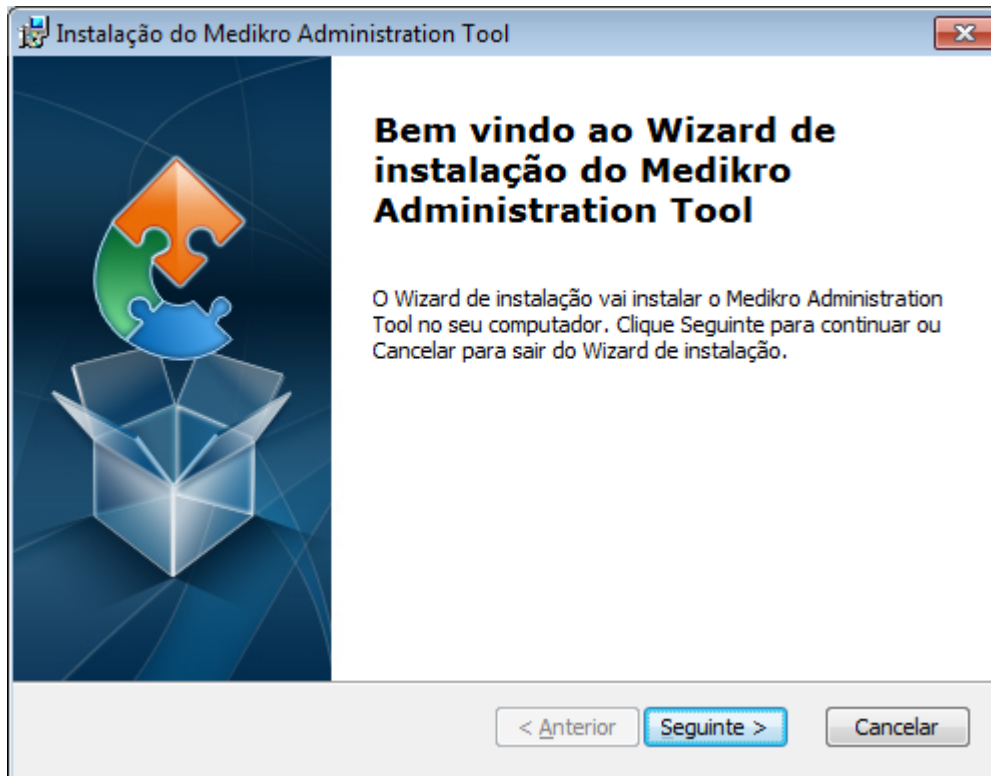 Instalação do Medikro Administration Tool
Bem vindo ao Wizard de
instalação do Medikro
Administration Tool
O Wizard de instalação vai instalar o Medikro Administration
Tool no seu computador. Clique Seguinte para continuar ou
Cancelar para sair do Wizard de instalação.
< Anterior Seguinte > Cancelar